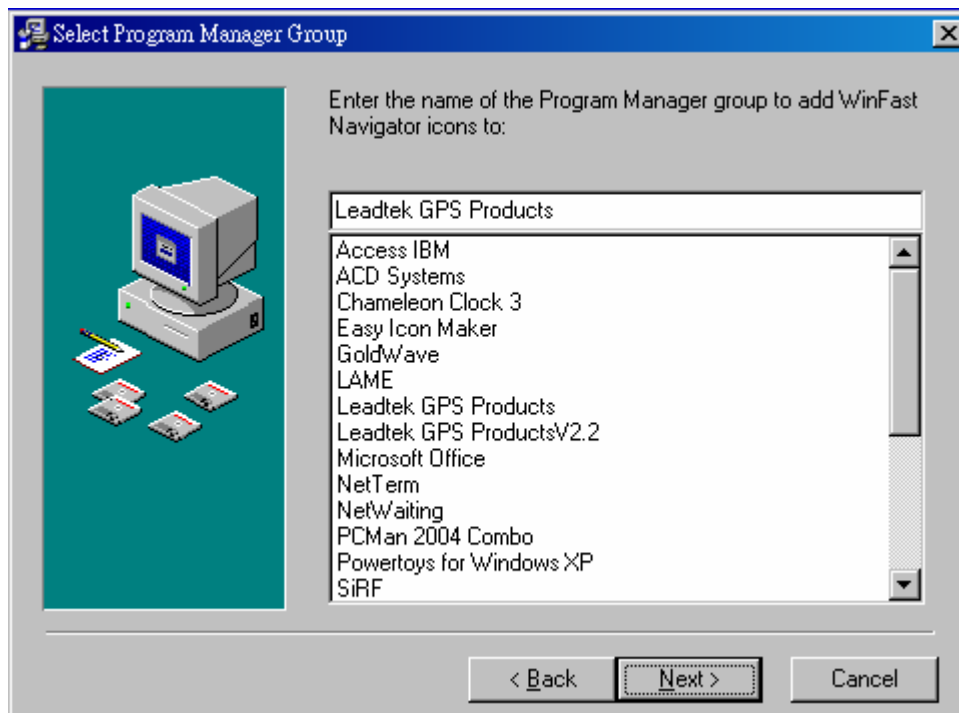 Select Program Manager Group
Enter the name of the Program Manager group to add WinFast
Navigator icons to:
Leadtek GPS Products
Access IBM
ACD Systems
Chameleon Clock 3
Easy Icon Maker
GoldWave
LAME
Leadtek GPS Products
Leadtek GPS ProductsV2.2
Microsoft Office
NetTerm
NetWaiting
PCMan 2004 Combo
Powertoys for Windows XP
SiRF
< Back
Next >
Cancel